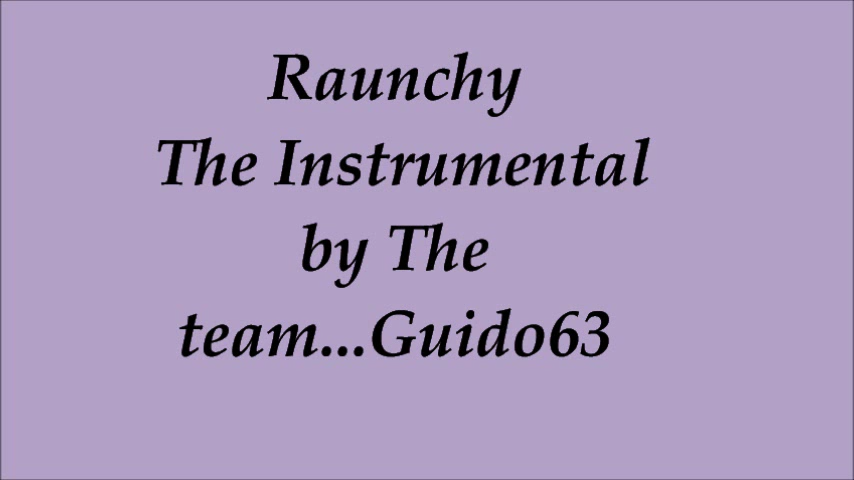 Raunchy
The Instrumental
by The
team...Guido63